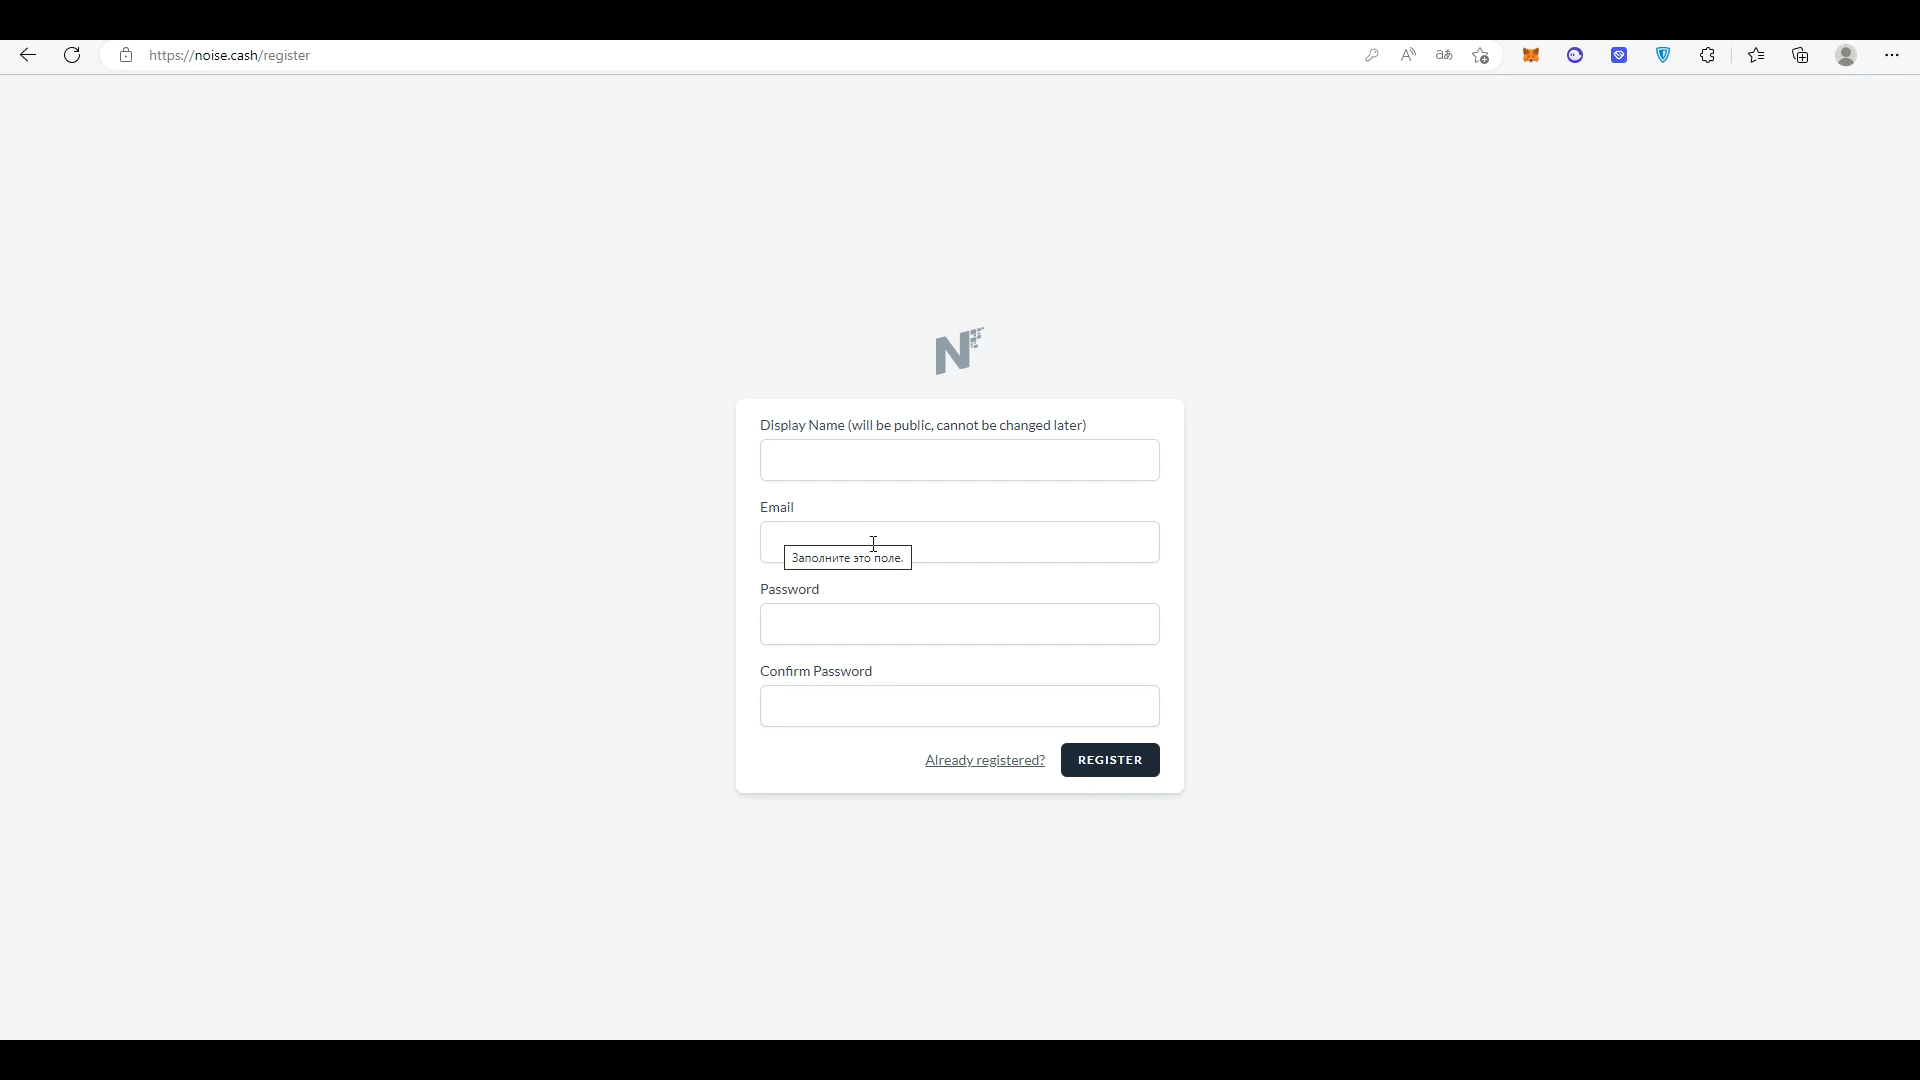 https://noise.cash/register
Display Name (will be public, cannot be changed later)
Email
Заполните это поле.
Password
Confirm Password
Already registered?
REGISTER